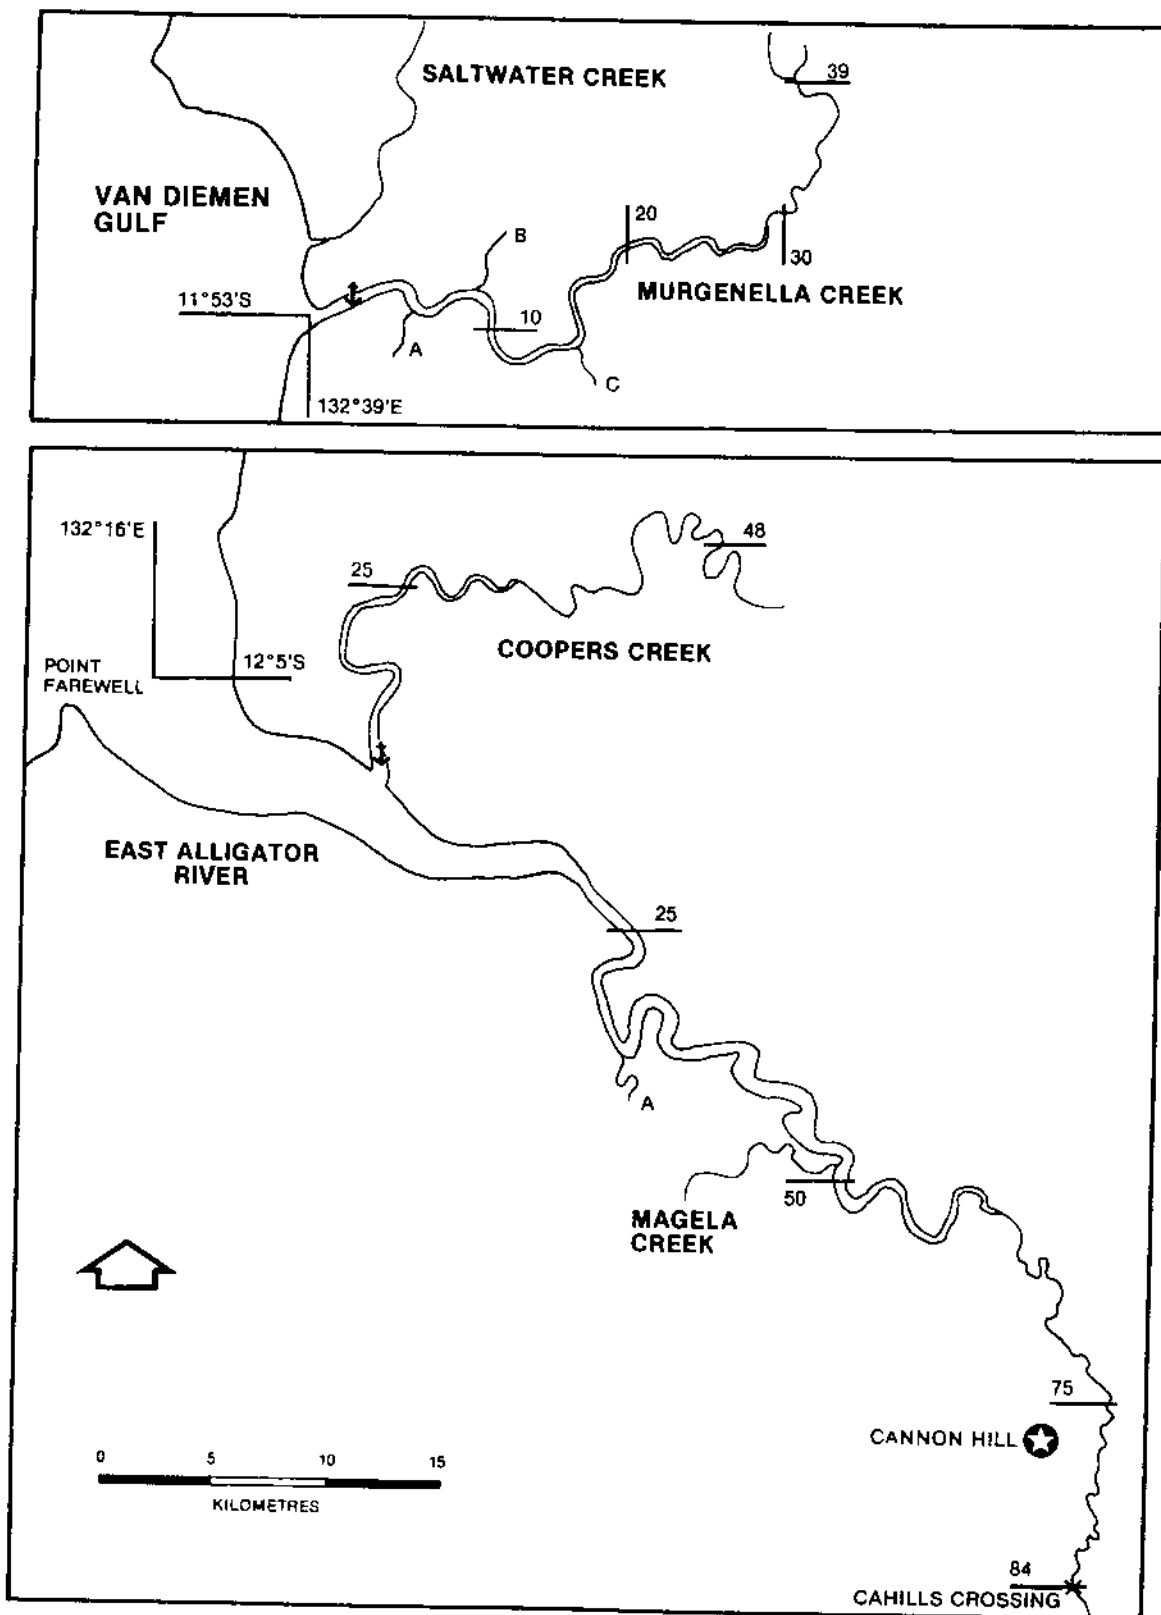 SALTWATER CREEK
39
VAN DIEMEN
GULF
20
B
30
MURGENELLA CREEK
11°53'S
10
A
C
132°39'E
132°16'E
48
25
COOPERS CREEK
12°5'S
POINT
FAREWELL
EAST ALLIGATOR
RIVER
25
A
50
MAGELA
CREEK
75
CANNON HILL
0 5 10 15
KILOMETRES
84
CAHILLS CROSSING